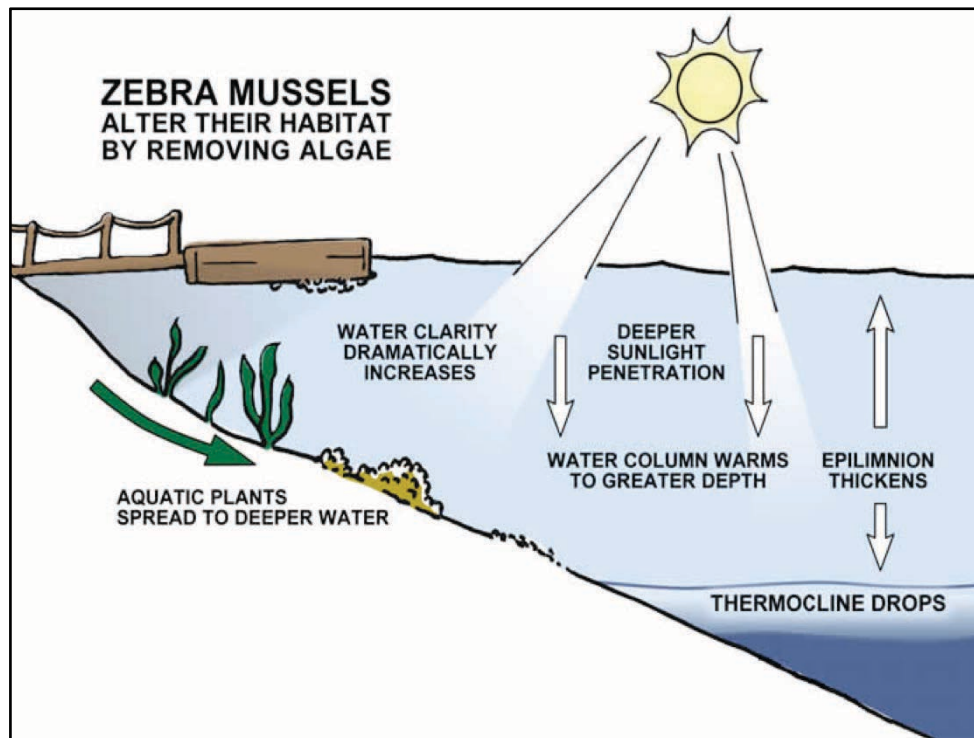 ZEBRA MUSSELS
ALTER THEIR HABITAT
BY REMOVING ALGAE
WATER CLARITY
DRAMATICALLY
INCREASES
DEEPER
SUNLIGHT
PENETRATION
WATER COLUMN WARMS
TO GREATER DEPTH
EPILIMNION
THICKENS
AQUATIC PLANTS
SPREAD TO DEEPER WATER
THERMOCLINE DROPS